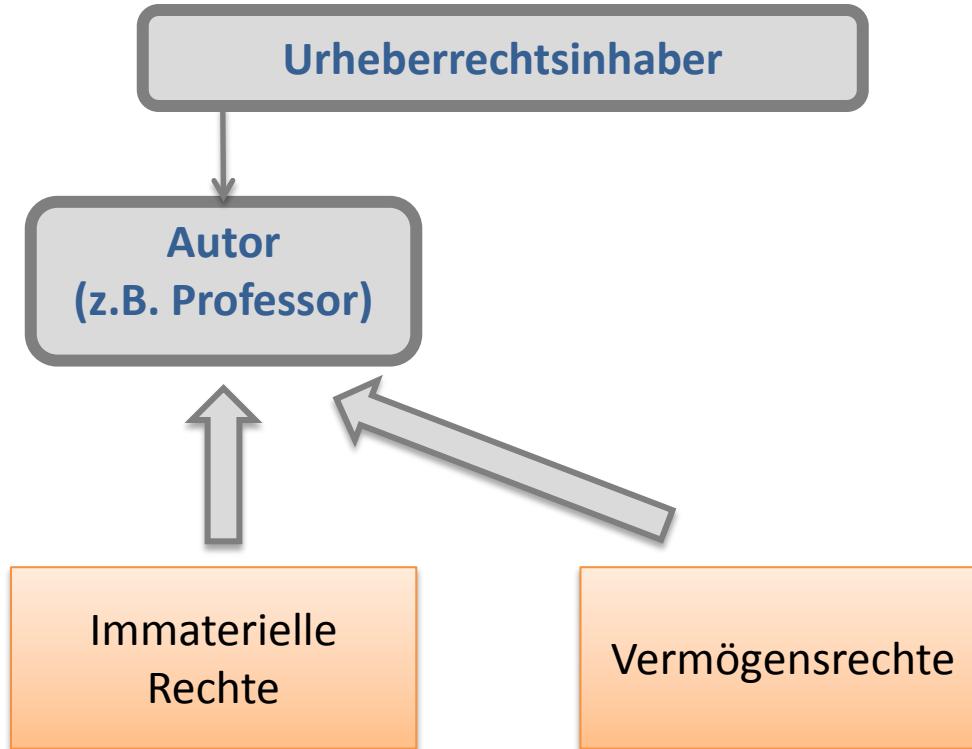 Urheberrechtsinhaber
Autor
(z.B. Professor)
Immaterielle
Rechte
Vermögensrechte